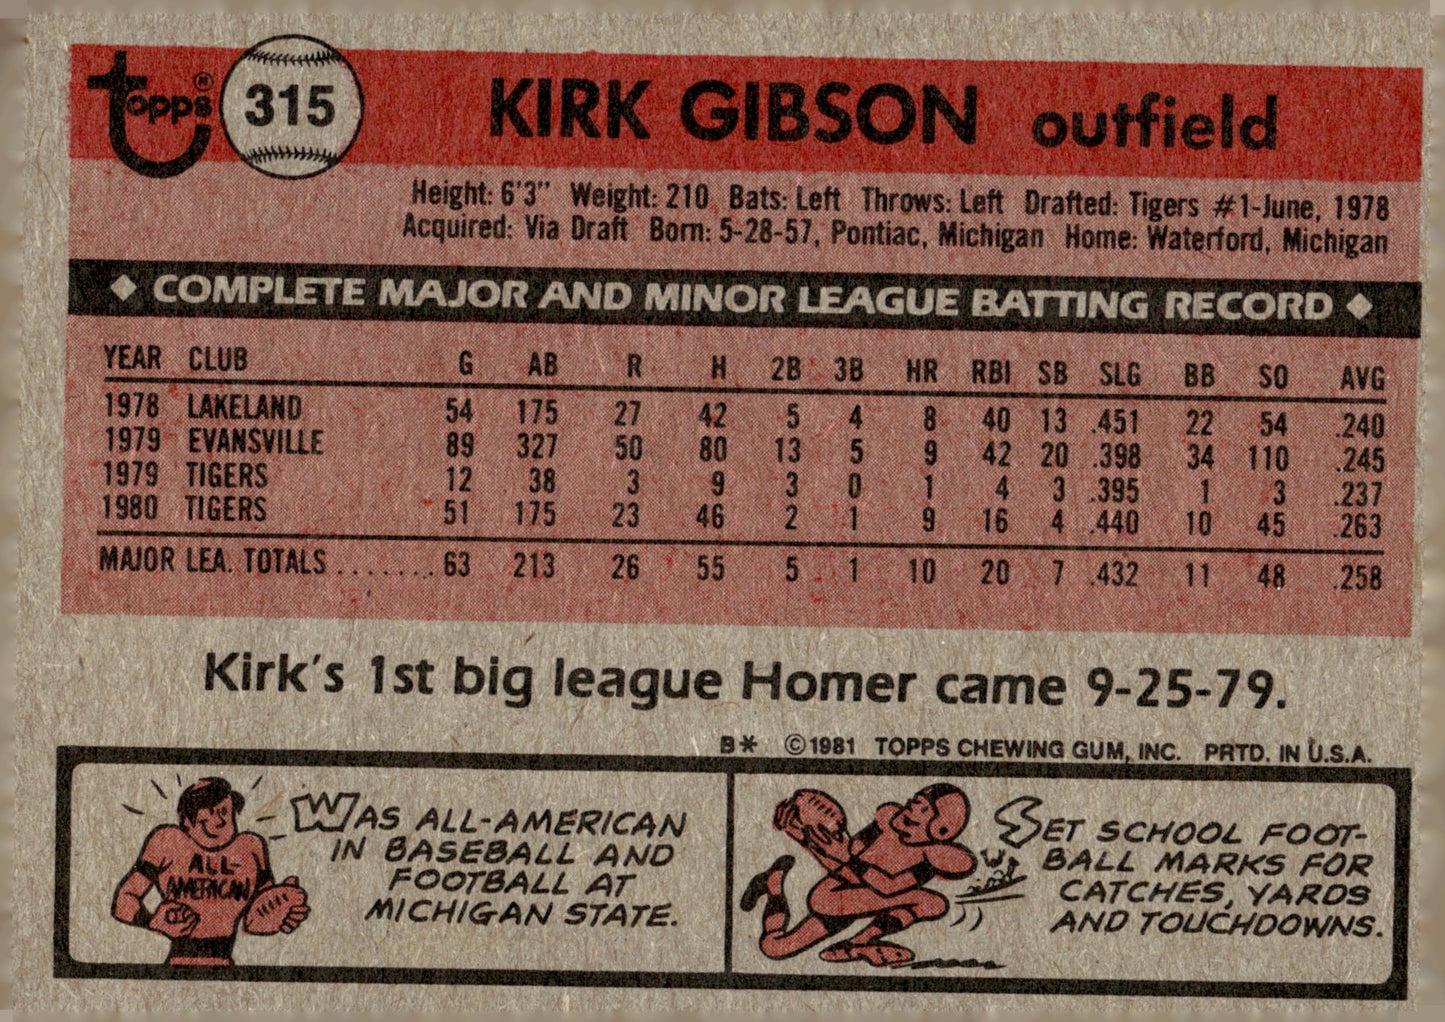 Topps® 315 KIRK GIBSON outfield
Height: 6'3" Weight: 210 Bats: Left Throws: Left Drafted: Tigers #1-June, 1978
Acquired: Via Draft Born: 5-28-57, Pontiac, Michigan Home: Waterford, Michigan
◆ COMPLETE MAJOR AND MINOR LEAGUE BATTING RECORD ◆
YEAR CLUB G AB R H 2B 3B HR RBI SB SLG BB SO AVG
1978 LAKELAND 54 175 27 42 5 4 8 40 13 .451 22 54 .240
1979 EVANSVILLE 89 327 50 80 13 5 9 42 20 .398 34 110 .245
1979 TIGERS 12 38 3 9 3 0 1 4 3 .395 1 3 .237
1980 TIGERS 51 175 23 46 2 1 9 16 4 .440 10 45 .263
MAJOR LEA. TOTALS ....... 63 213 26 55 5 1 10 20 7 .432 11 48 .258
Kirk's 1st big league Homer came 9-25-79.
B* ©1981 TOPPS CHEWING GUM, INC. PRTD. IN U.S.A.
ALL-
AMERICAN
WAS ALL-AMERICAN
IN BASEBALL AND
FOOTBALL AT
MICHIGAN STATE.
SET SCHOOL FOOT-
BALL MARKS FOR
CATCHES, YARDS
AND TOUCHDOWNS.